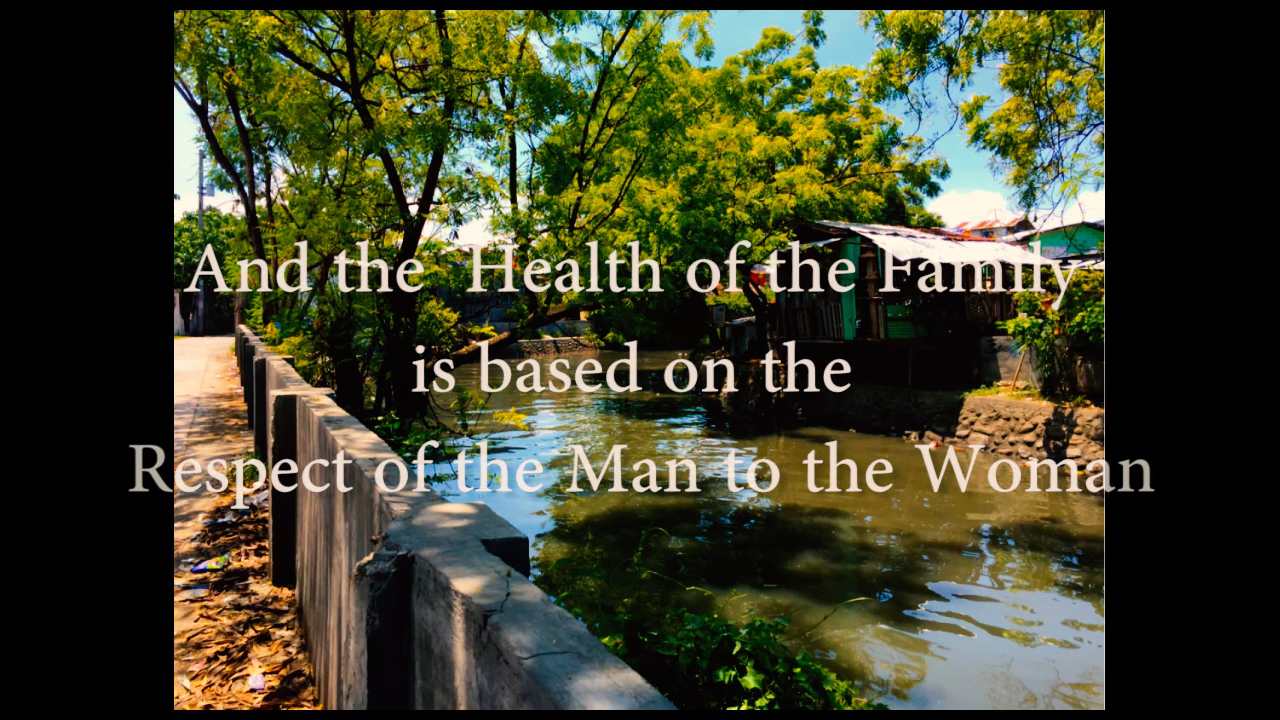 And the  Health of the Family
is based on the
Respect of the Man to the Woman